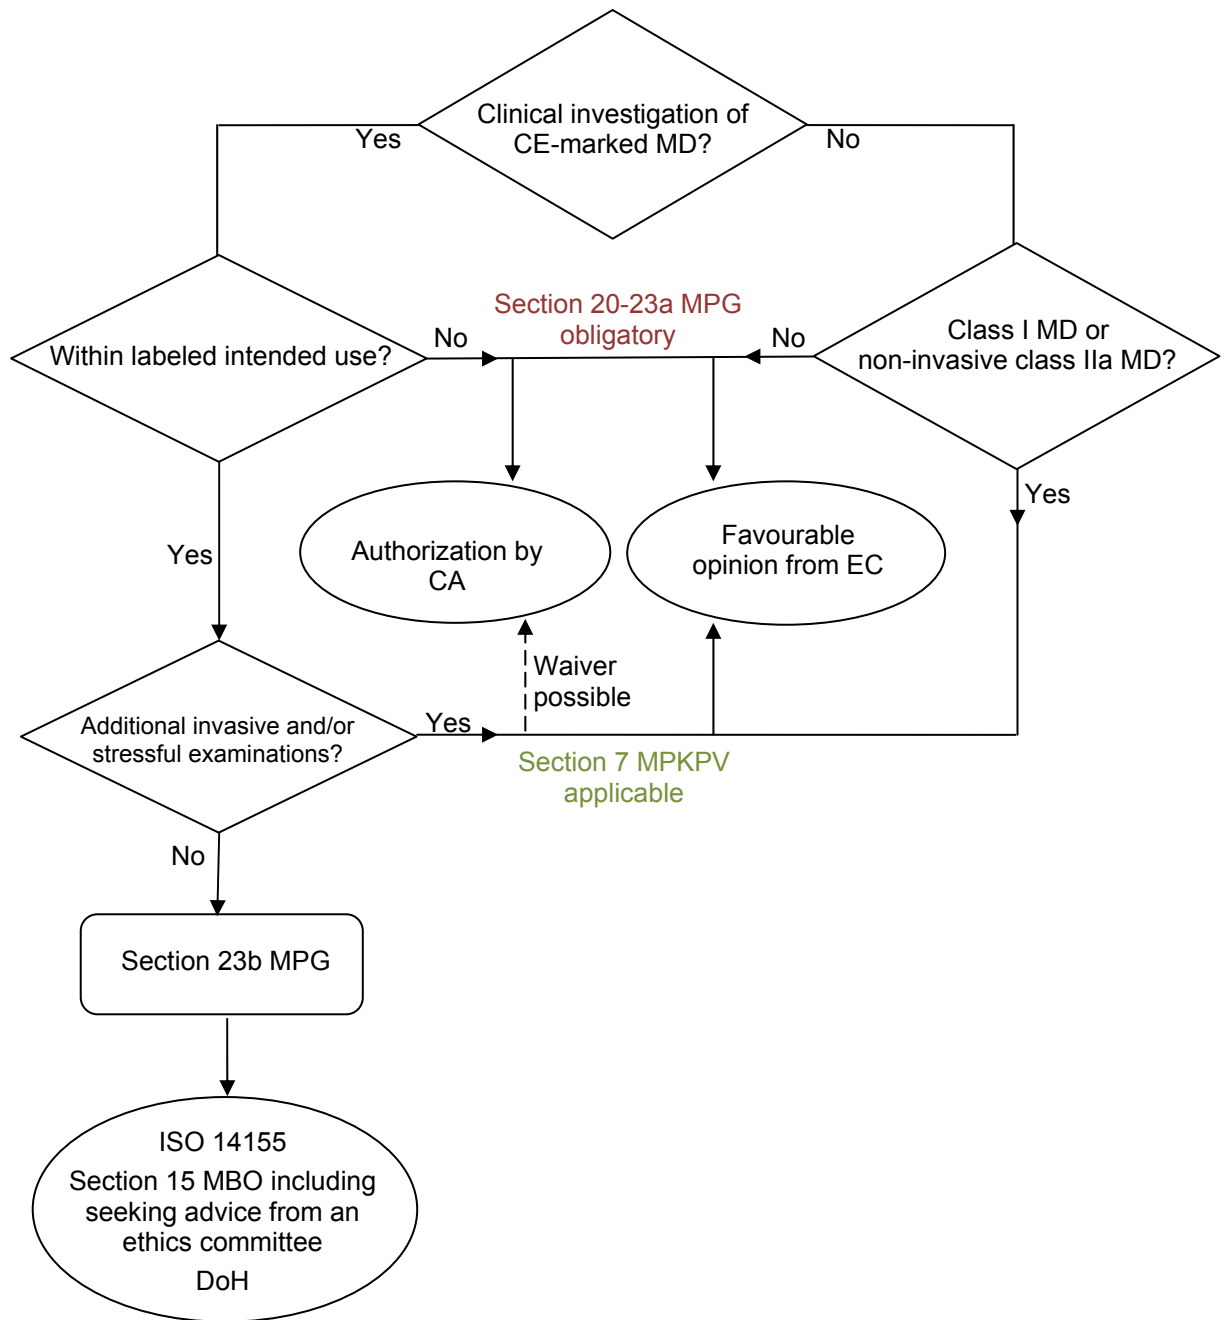 Clinical investigation of
CE-marked MD?
Yes
No
Section 20-23a MPG
obligatory
Within labeled intended use?
No
No
Class I MD or
non-invasive class IIa MD?
Yes
Yes
Authorization by
CA
Favourable
opinion from EC
Waiver
possible
Additional invasive and/or
stressful examinations?
Yes
Section 7 MPKPV
applicable
No
Section 23b MPG
ISO 14155
Section 15 MBO including
seeking advice from an
ethics committee
DoH